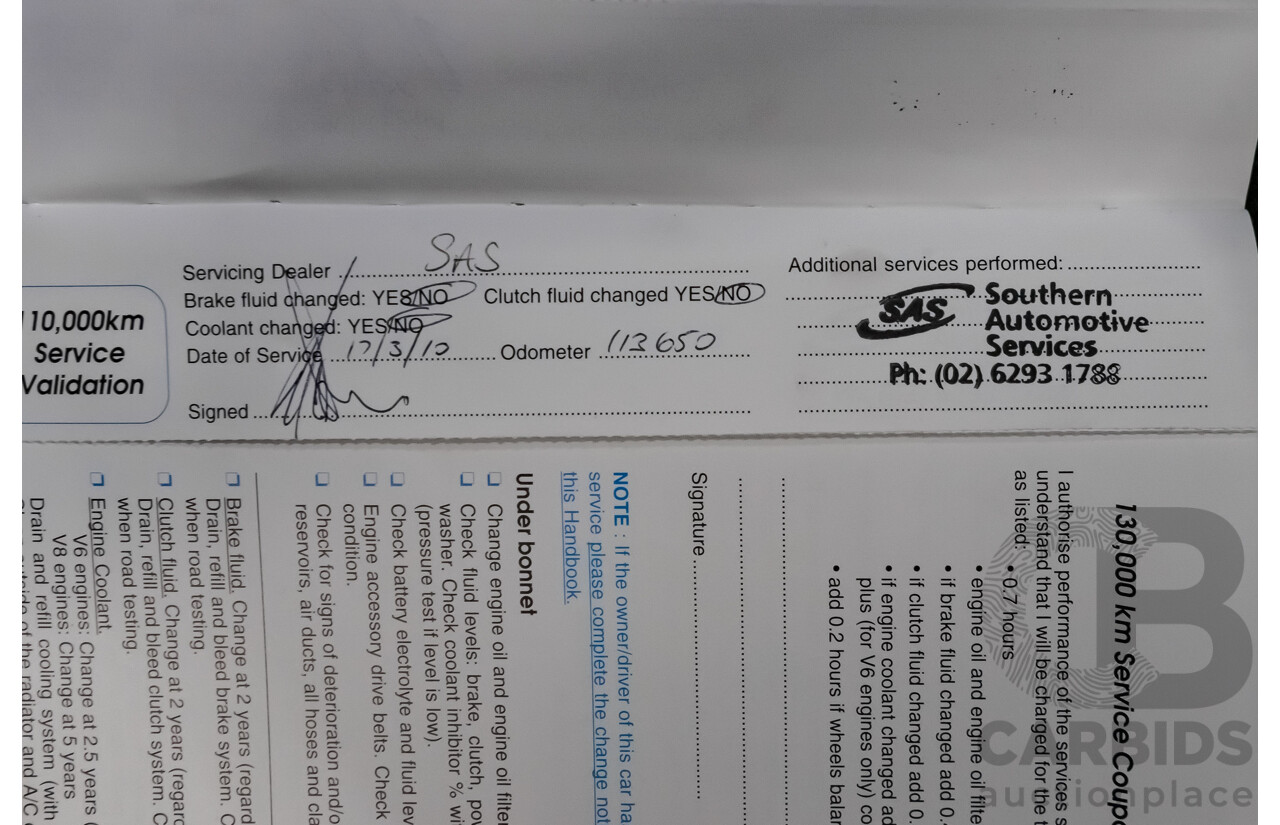 110,000km
Service
Validation
Servicing Dealer SAS
Brake fluid changed: YES/NO Clutch fluid changed YES/NO
Coolant changed: YES/NO
Date of Service 17/3/10 Odometer 113650
Signed
Additional services performed:
SAS Southern
Automotive
Services
Ph: (02) 6293 1788
130,000 km Service Coupo
I authorise performance of the services s
understand that I will be charged for the t
as listed:
• 0.7 hours
• engine oil and engine oil filte
• if brake fluid changed add 0.
• if clutch fluid changed add 0.
• if engine coolant changed ad
plus (for V6 engines only) co
• add 0.2 hours if wheels balan
Signature
NOTE : If the owner/driver of this car ha
service please complete the change not
this Handbook.
Under bonnet
❑ Change engine oil and engine oil filter
❑ Check fluid levels: brake, clutch, pow
washer. Check coolant inhibitor % wi
(pressure test if level is low).
❑ Check battery electrolyte and fluid lev
❑ Engine accessory drive belts. Check
condition.
❑ Check for signs of deterioration and/o
reservoirs, air ducts, all hoses and cla
❑ Brake fluid. Change at 2 years (regard
Drain, refill and bleed brake system. C
when road testing.
❑ Clutch fluid. Change at 2 years (regard
Drain, refill and bleed clutch system. C
when road testing.
❑ Engine Coolant.
V6 engines: Change at 2.5 years (
V8 engines: Change at 5 years
Drain and refill cooling system (with
outside of the radiator and A/C
CB
CARBIDS
auctionplace